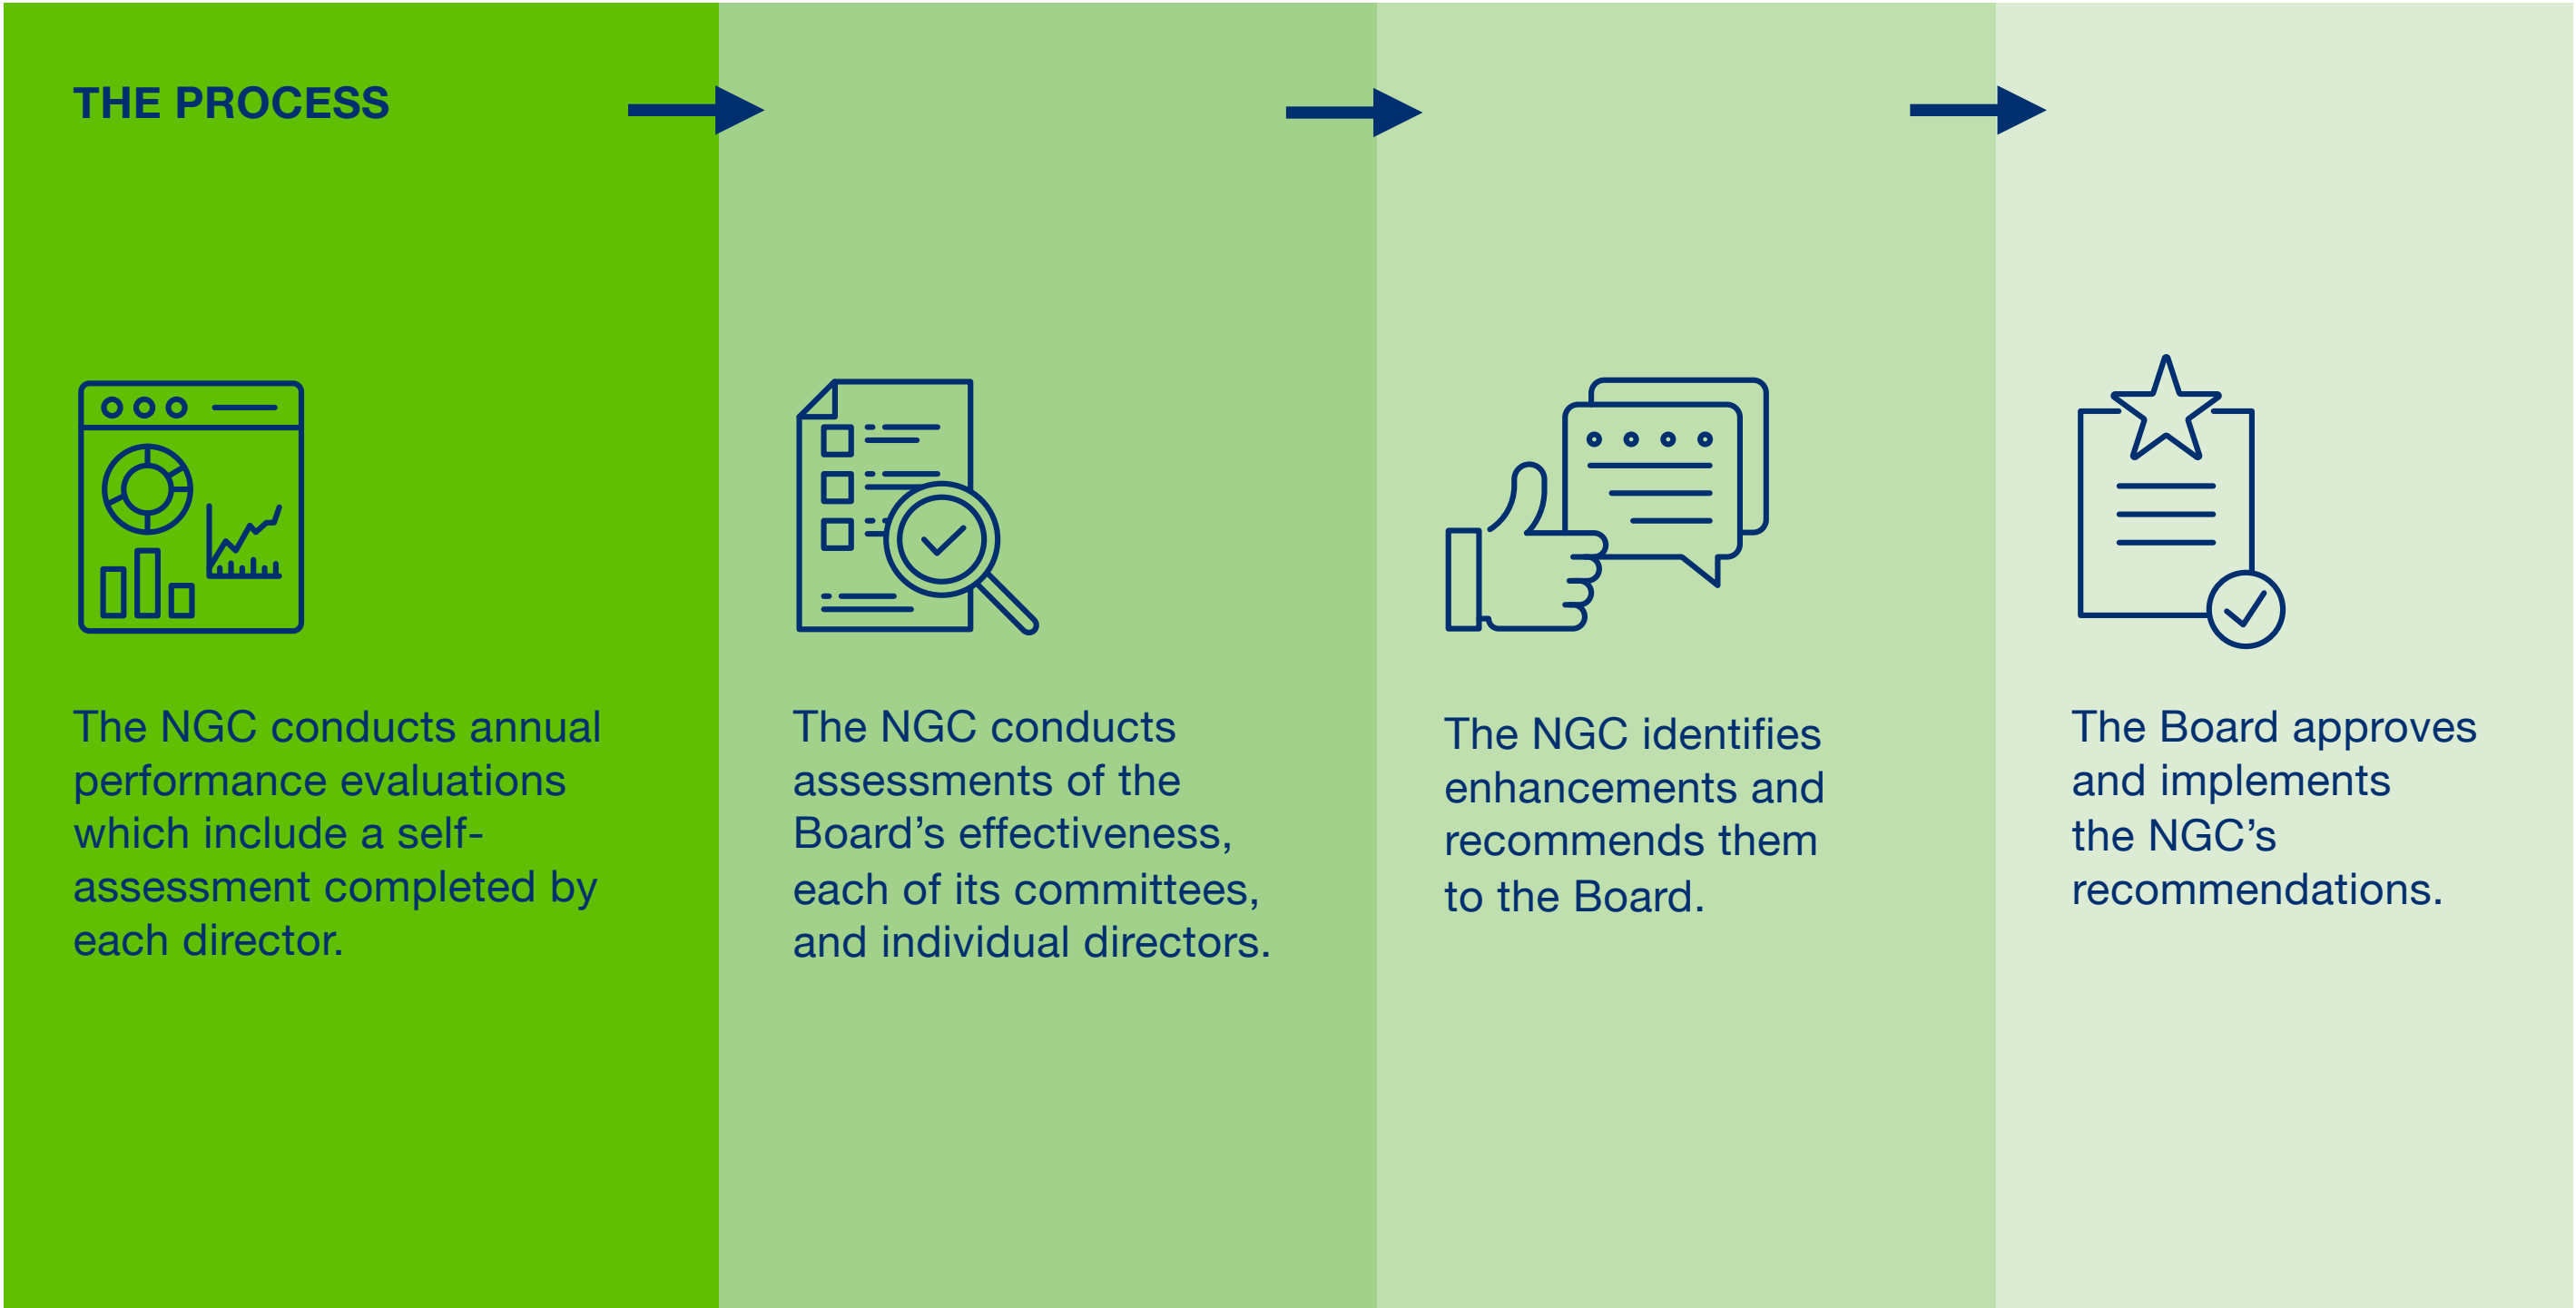 THE PROCESS
The NGC conducts annual
performance evaluations
which include a self-
assessment completed by
each director.
The NGC conducts
assessments of the
Board’s effectiveness,
each of its committees,
and individual directors.
The NGC identifies
enhancements and
recommends them
to the Board.
The Board approves
and implements
the NGC’s
recommendations.